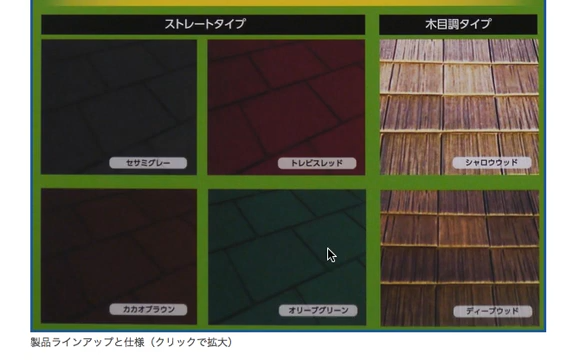 ストレートタイプ
木目調タイプ
セサミグレー
トレビスレッド
シャロウウッド
カカオブラウン
オリーブグリーン
ディープウッド
製品ラインアップと仕様（クリックで拡大）